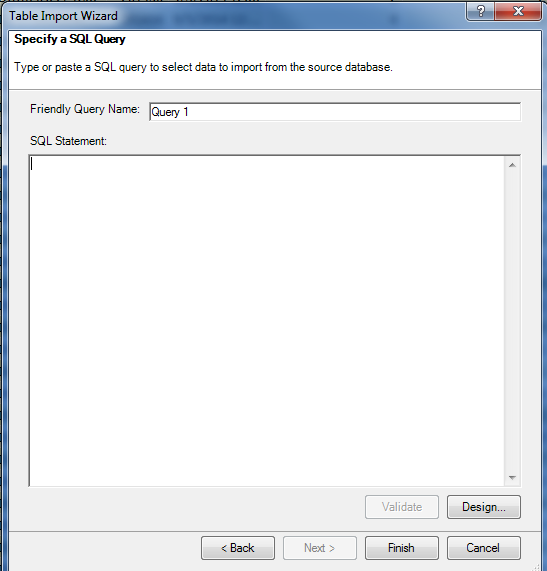 Table Import Wizard
Specify a SQL Query
Type or paste a SQL query to select data to import from the source database.
Friendly Query Name: Query 1
SQL Statement:
Validate Design...
< Back Next > Finish Cancel